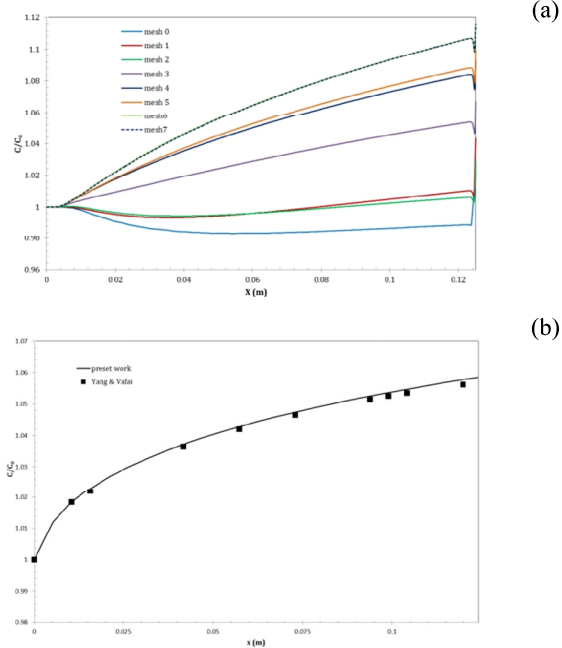 (a)
1.12
1.1
1.08
1.06
1.04
1.02
1
0.98
0.96
C/C0
mesh 0
mesh 1
mesh 2
mesh 3
mesh 4
mesh 5
mesh6
mesh7
0 0.02 0.04 0.06 0.08 0.1 0.12
X (m)
(b)
1.07
1.06
1.05
1.04
1.03
1.02
1.01
1
0.99
0.98
C/C0
preset work
Yang & Vafai
0 0.025 0.05 0.075 0.1
x (m)